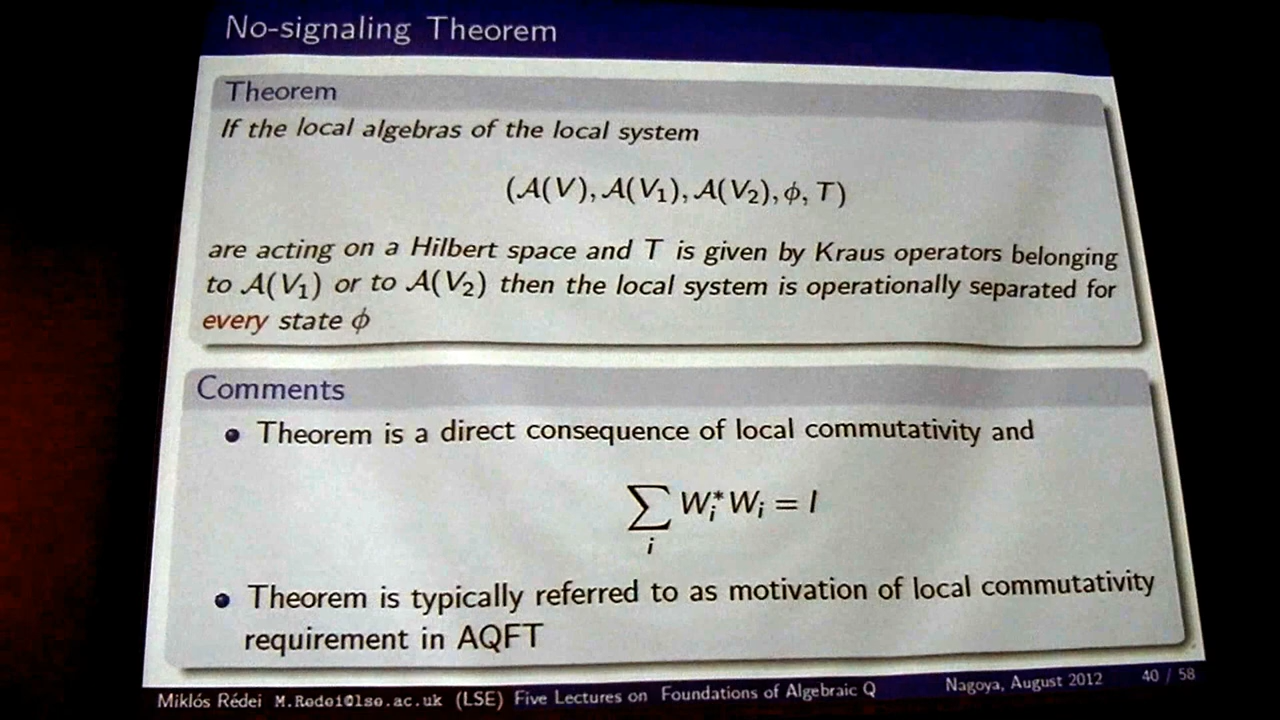 No-signaling Theorem
Theorem
If the local algebras of the local system
(𝒜(V), 𝒜(V₁), 𝒜(V₂), ϕ, T)
are acting on a Hilbert space and T is given by Kraus operators belonging
to 𝒜(V₁) or to 𝒜(V₂) then the local system is operationally separated for
every state ϕ
Comments
• Theorem is a direct consequence of local commutativity and
∑ᵢ Wᵢ* Wᵢ = I
• Theorem is typically referred to as motivation of local commutativity
requirement in AQFT
Miklós Rédei M.Redei@lse.ac.uk (LSE) Five Lectures on Foundations of Algebraic Q Nagoya, August 2012 40 / 58